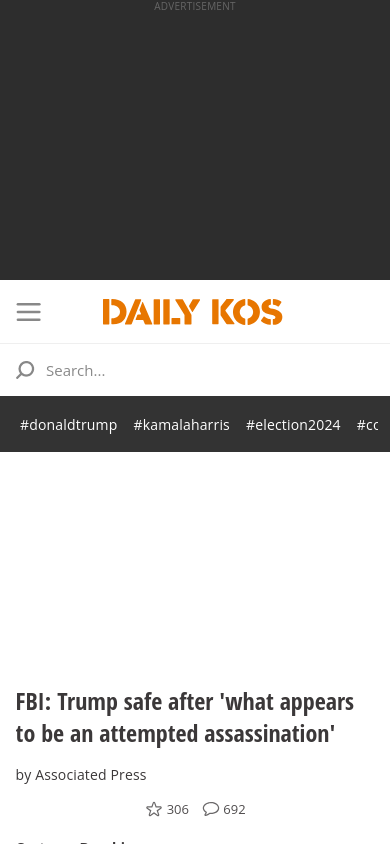 ADVERTISEMENT
DAILY KOS
Search...
#donaldtrump #kamalaharris #election2024
FBI: Trump safe after 'what appears
to be an attempted assassination'
by Associated Press
306 692